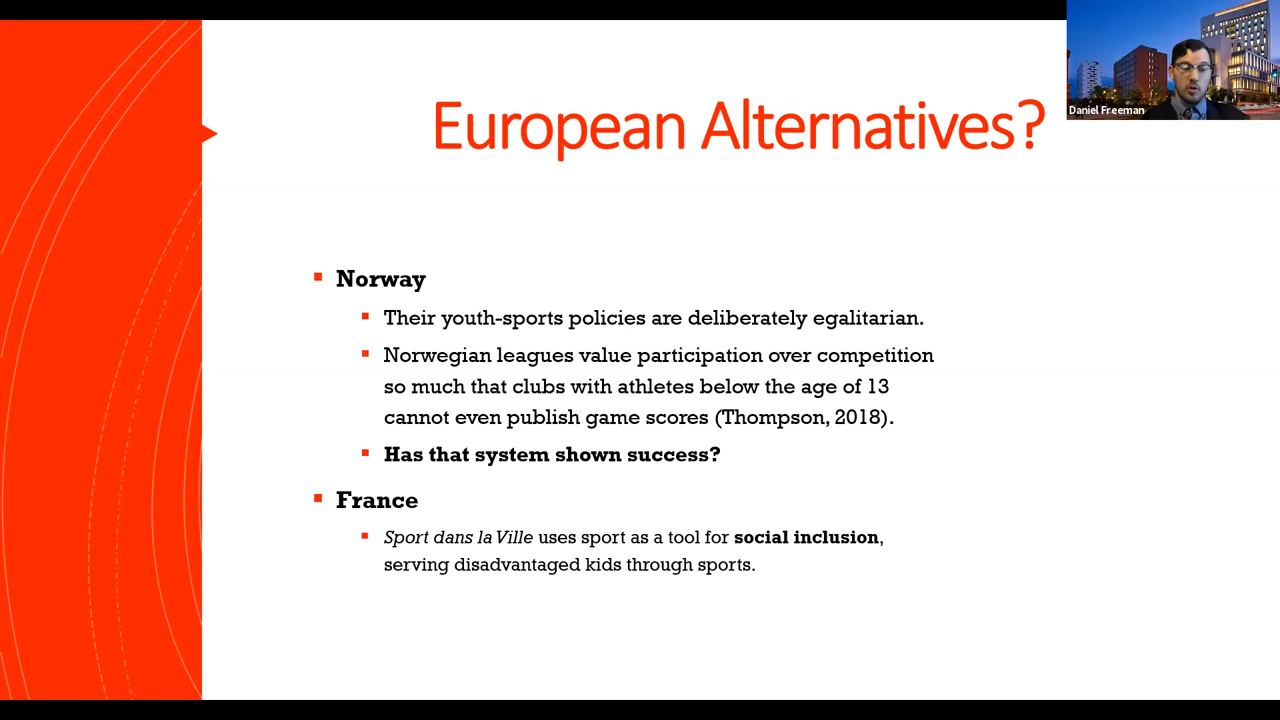 European Alternatives?
Daniel Freeman
Norway
Their youth-sports policies are deliberately egalitarian.
Norwegian leagues value participation over competition
so much that clubs with athletes below the age of 13
cannot even publish game scores (Thompson, 2018).
Has that system shown success?
France
Sport dans la Ville uses sport as a tool for social inclusion,
serving disadvantaged kids through sports.